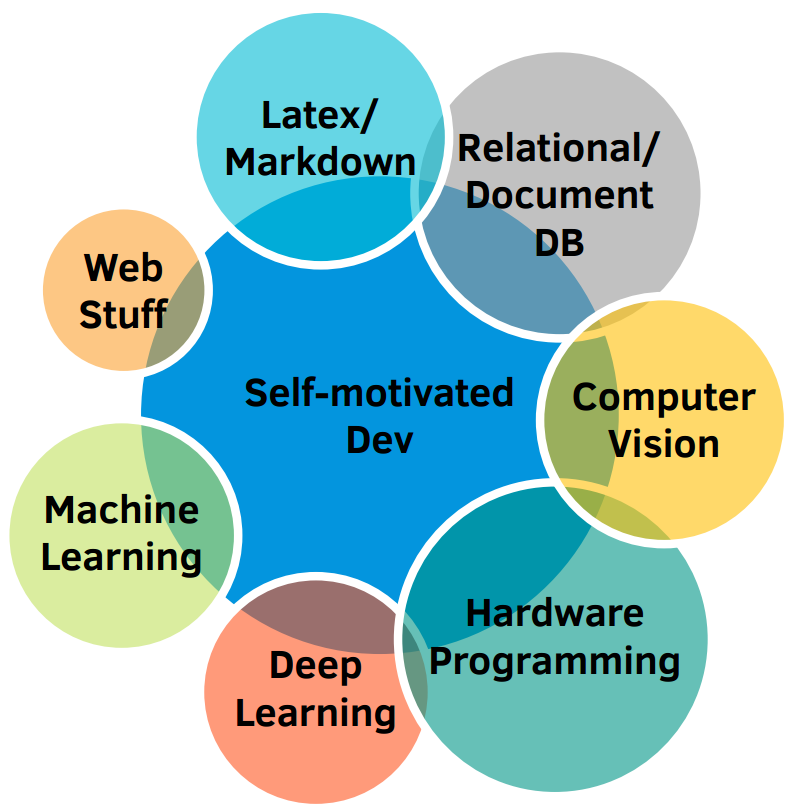 Latex/
Markdown
Relational/
Document
DB
Web
Stuff
Self-motivated
Dev
Computer
Vision
Machine
Learning
Hardware
Programming
Deep
Learning